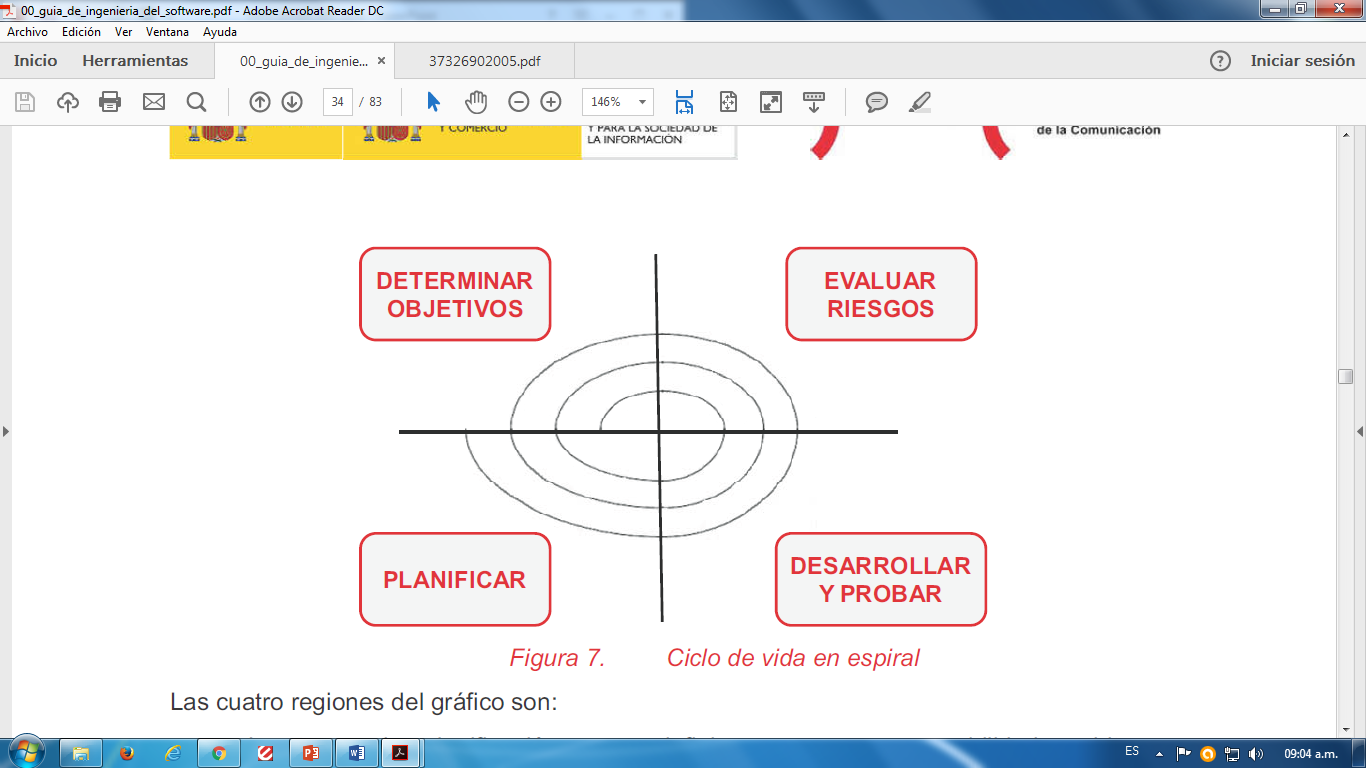 00_guia_de_ingenieria_del_software.pdf - Adobe Acrobat Reader DC
Archivo Edición Ver Ventana Ayuda
Inicio Herramientas 00_guia_de_ingenie... × 37326902005.pdf ? Iniciar sesión
34 / 83 146%
Y COMERCIO
Y PARA LA SOCIEDAD DE
LA INFORMACIÓN
de la Comunicación
DETERMINAR
OBJETIVOS
EVALUAR
RIESGOS
PLANIFICAR
DESARROLLAR
Y PROBAR
Figura 7. Ciclo de vida en espiral
Las cuatro regiones del gráfico son:
ES 09:04 a.m.